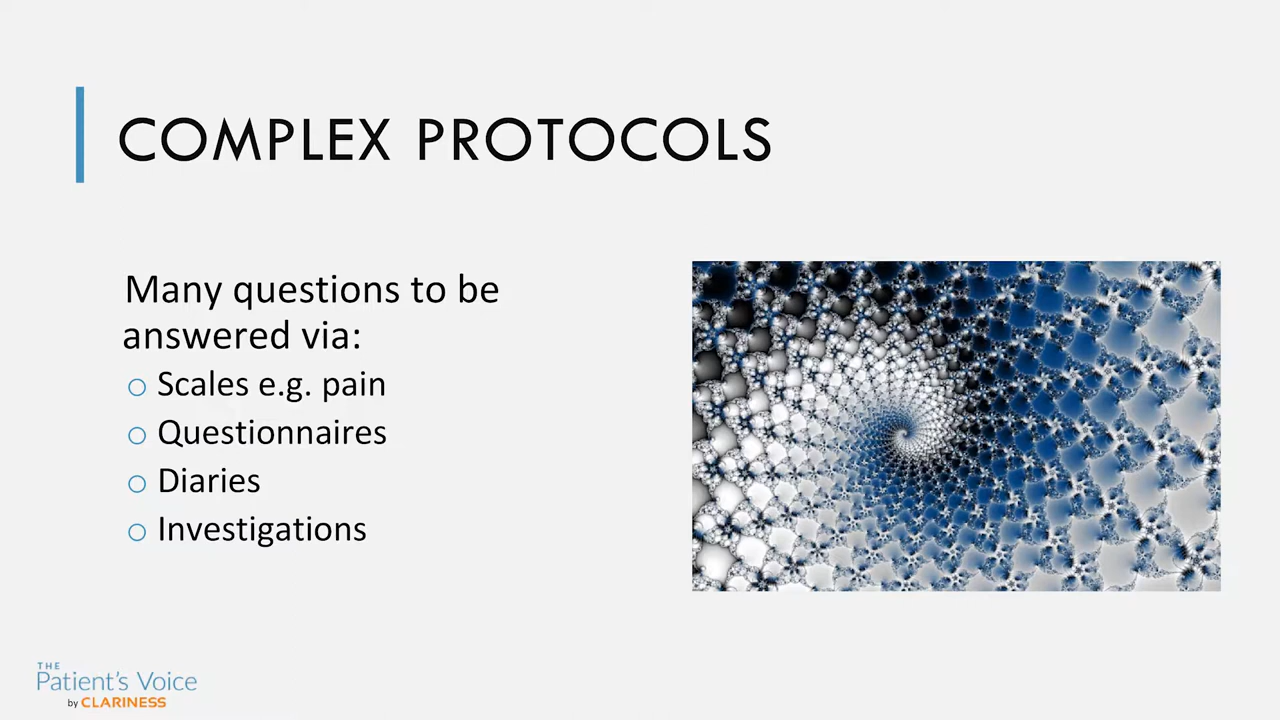 COMPLEX PROTOCOLS
Many questions to be
answered via:
o Scales e.g. pain
o Questionnaires
o Diaries
o Investigations
THE
Patient's Voice
by CLARINESS